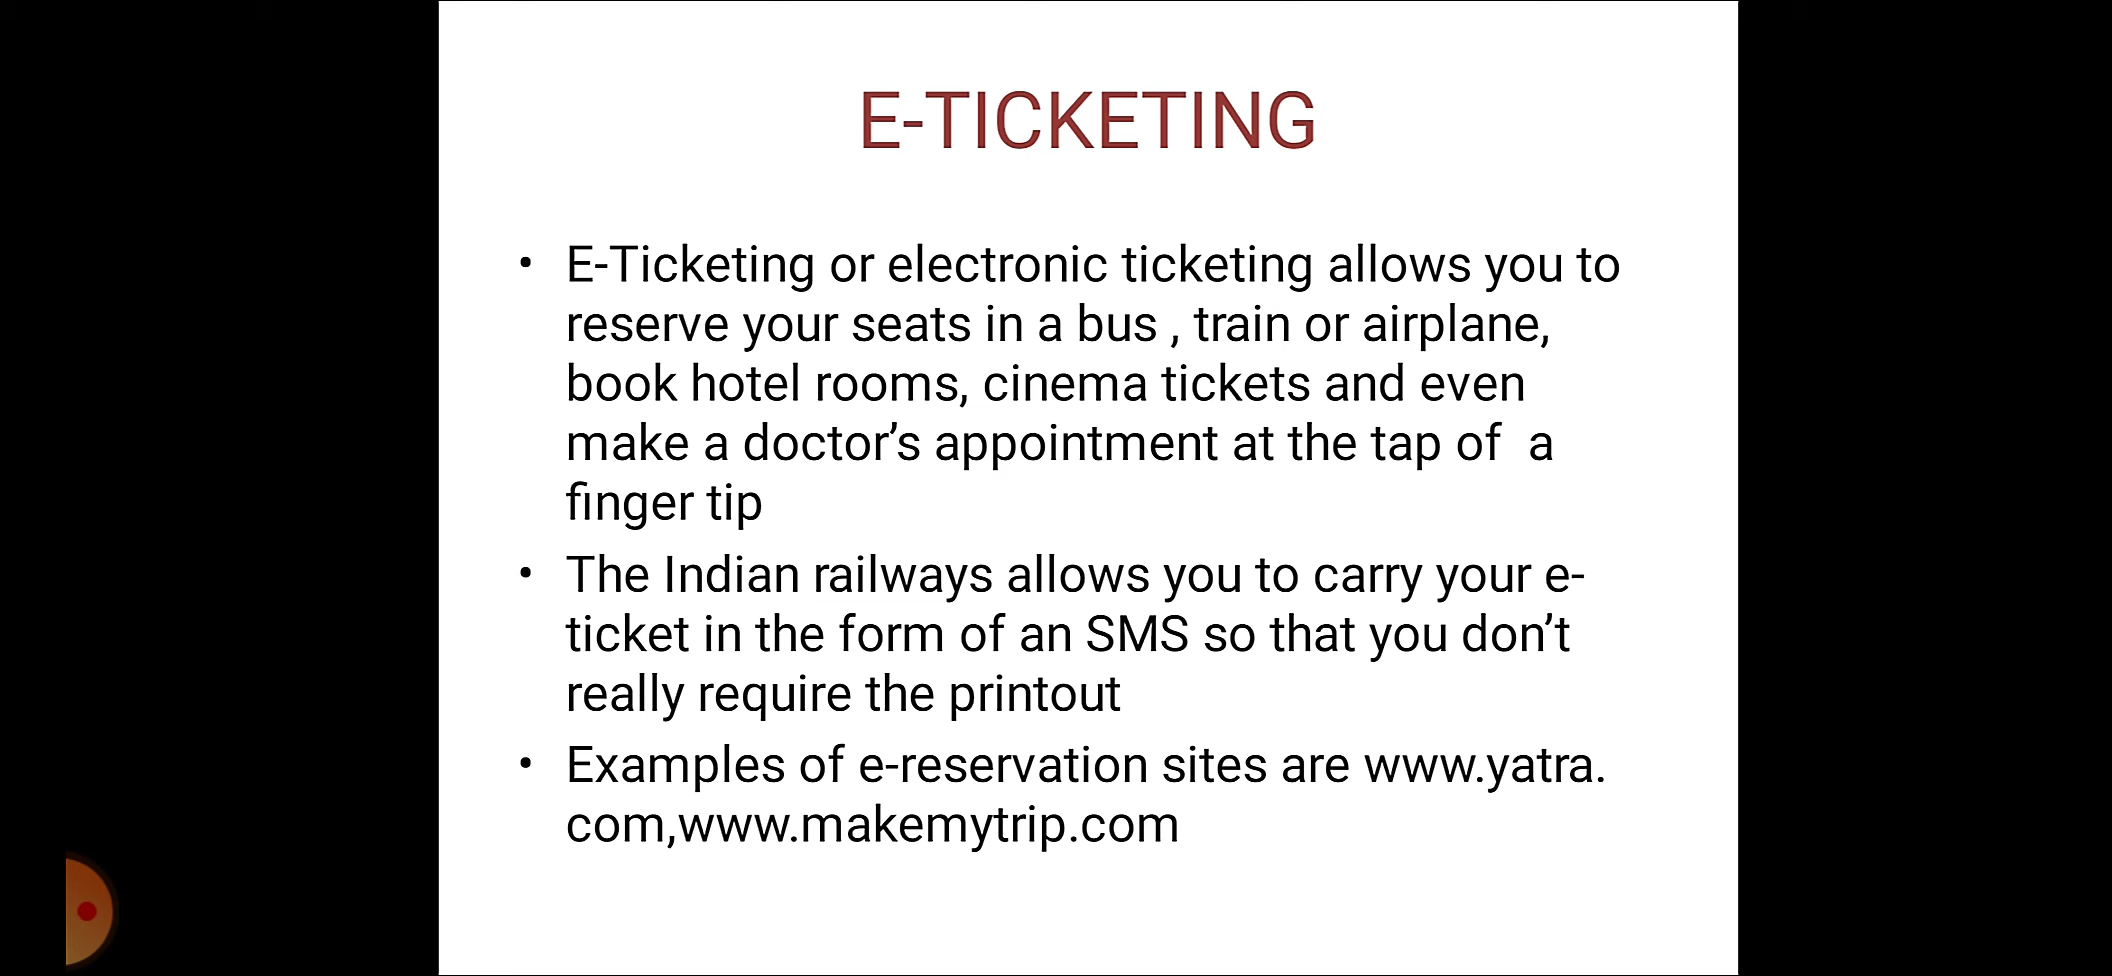 E-TICKETING
• E-Ticketing or electronic ticketing allows you to
reserve your seats in a bus , train or airplane,
book hotel rooms, cinema tickets and even
make a doctor’s appointment at the tap of  a
finger tip
• The Indian railways allows you to carry your e-
ticket in the form of an SMS so that you don’t
really require the printout
• Examples of e-reservation sites are www.yatra.
com,www.makemytrip.com